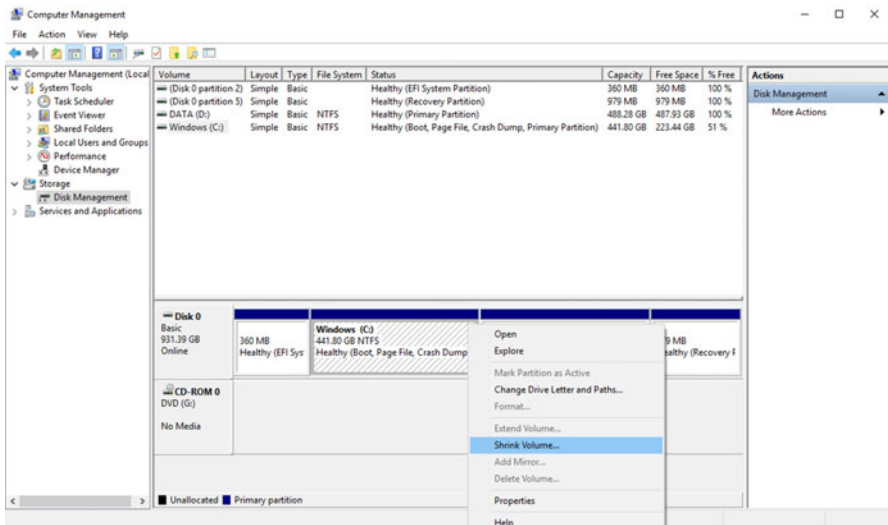 Computer Management
File Action View Help
Computer Management (Local
System Tools
Task Scheduler
Event Viewer
Shared Folders
Local Users and Groups
Performance
Device Manager
Storage
Disk Management
Services and Applications
Volume Layout Type File System Status Capacity Free Space % Free
(Disk 0 partition 2) Simple Basic Healthy (EFI System Partition) 360 MB 360 MB 100 %
(Disk 0 partition 5) Simple Basic Healthy (Recovery Partition) 979 MB 979 MB 100 %
DATA (D:) Simple Basic NTFS Healthy (Primary Partition) 488.28 GB 487.93 GB 100 %
Windows (C:) Simple Basic NTFS Healthy (Boot, Page File, Crash Dump, Primary Partition) 441.80 GB 223.44 GB 51 %
Actions
Disk Management
More Actions
Disk 0
Basic
931.39 GB
Online
360 MB
Healthy (EFI Sys
Windows (C:)
441.80 GB NTFS
Healthy (Boot, Page File, Crash Dump
9 MB
ealthy (Recovery F
CD-ROM 0
DVD (G:)
No Media
Open
Explore
Mark Partition as Active
Change Drive Letter and Paths...
Format...
Extend Volume...
Shrink Volume...
Add Mirror...
Delete Volume...
Properties
Help
Unallocated Primary partition